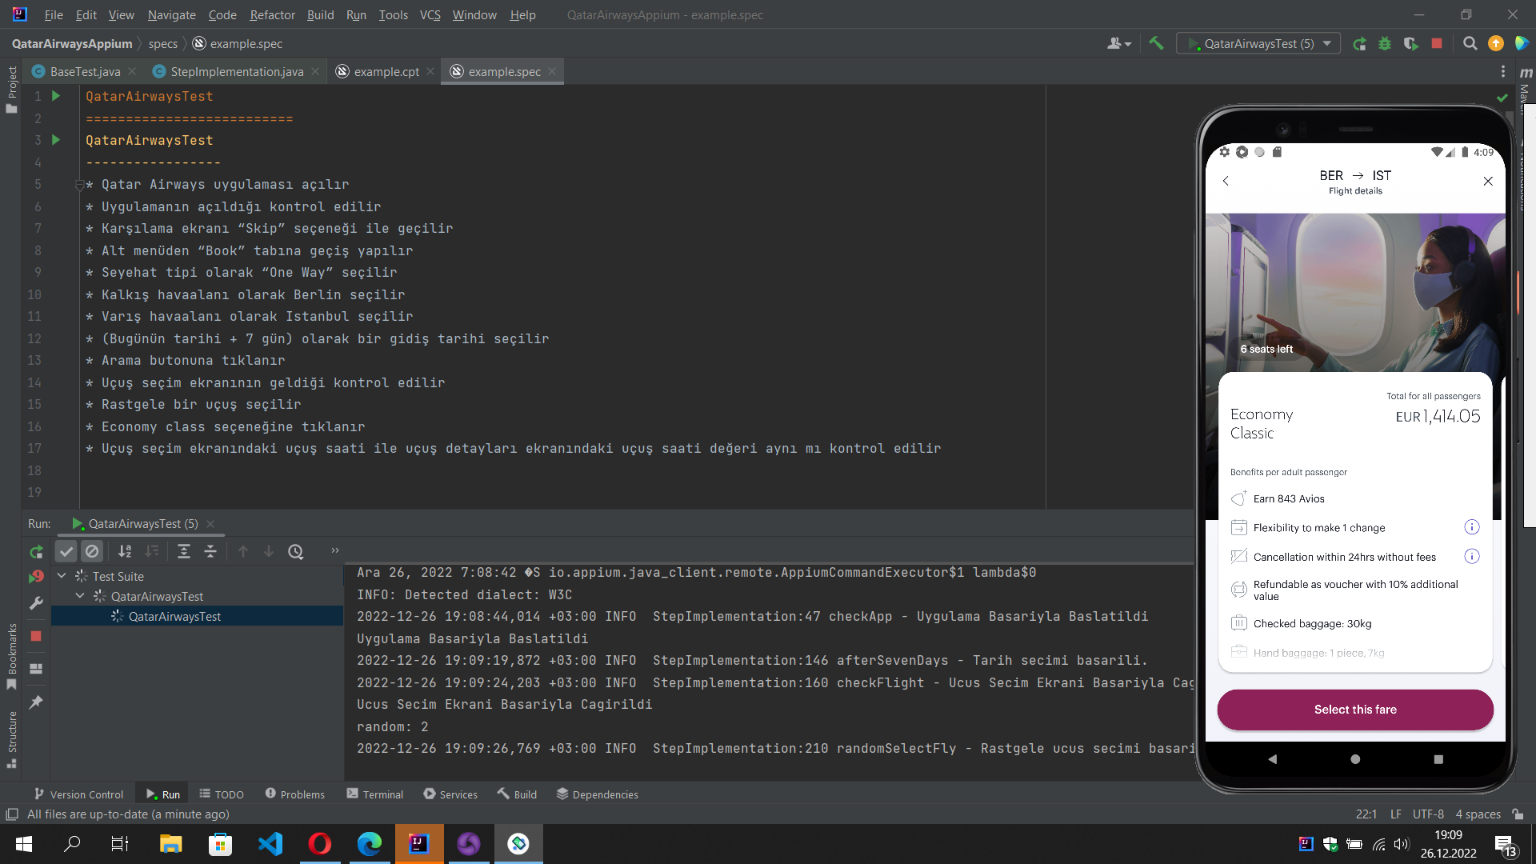 File Edit View Navigate Code Refactor Build Run Tools VCS Window Help QatarAirwaysAppium - example.spec
QatarAirwaysAppium specs example.spec
QatarAirwaysTest (5)
BaseTest.java StepImplementation.java example.cpt example.spec
Project
1 QatarAirwaysTest
2 ==========================
3 QatarAirwaysTest
4 -----------------
5 * Qatar Airways uygulaması açılır
6 * Uygulamanın açıldığı kontrol edilir
7 * Karşılama ekranı “Skip” seçeneği ile geçilir
8 * Alt menüden “Book” tabına geçiş yapılır
9 * Seyehat tipi olarak “One Way” seçilir
10 * Kalkış havaalanı olarak Berlin seçilir
11 * Varış havaalanı olarak Istanbul seçilir
12 * (Bugünün tarihi + 7 gün) olarak bir gidiş tarihi seçilir
13 * Arama butonuna tıklanır
14 * Uçuş seçim ekranının geldiği kontrol edilir
15 * Rastgele bir uçuş seçilir
16 * Economy class seçeneğine tıklanır
17 * Uçuş seçim ekranındaki uçuş saati ile uçuş detayları ekranındaki uçuş saati değeri aynı mı kontrol edilir
18
19
Run: QatarAirwaysTest (5)
Test Suite
QatarAirwaysTest
QatarAirwaysTest
Ara 26, 2022 7:08:42 �S io.appium.java_client.remote.AppiumCommandExecutor$1 lambda$0
INFO: Detected dialect: W3C
2022-12-26 19:08:44,014 +03:00 INFO  StepImplementation:47 checkApp - Uygulama Basariyla Baslatildi
Uygulama Basariyla Baslatildi
2022-12-26 19:09:19,872 +03:00 INFO  StepImplementation:146 afterSevenDays - Tarih secimi basarili.
2022-12-26 19:09:24,203 +03:00 INFO  StepImplementation:160 checkFlight - Ucus Secim Ekrani Basariyla Cag
Ucus Secim Ekrani Basariyla Cagirildi
random: 2
2022-12-26 19:09:26,769 +03:00 INFO  StepImplementation:210 randomSelectFly - Rastgele ucus secimi basari
Bookmarks
Structure
4:09
BER → IST
Flight details
6 seats left
Total for all passengers
Economy Classic
EUR 1,414.05
Benefits per adult passenger
Earn 843 Avios
Flexibility to make 1 change
Cancellation within 24hrs without fees
Refundable as voucher with 10% additional
value
Checked baggage: 30kg
Hand baggage: 1 piece, 7kg
Select this fare
Version Control Run TODO Problems Terminal Services Build Dependencies
All files are up-to-date (a minute ago) 22:1 LF UTF-8 4 spaces
19:09
26.12.2022
13